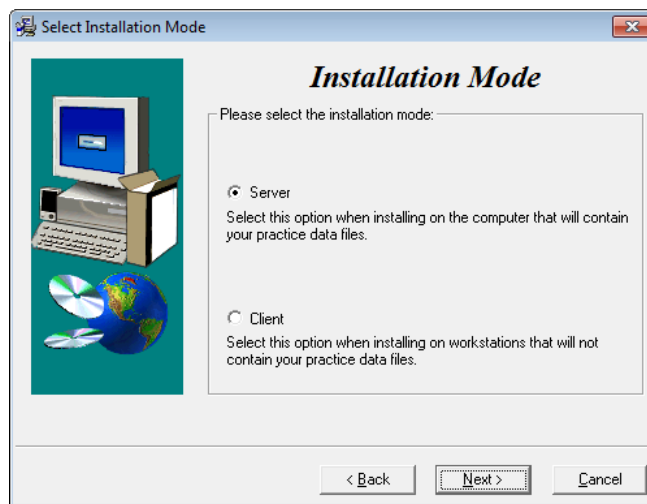 Select Installation Mode
Installation Mode
Please select the installation mode:
Server
Select this option when installing on the computer that will contain
your practice data files.
Client
Select this option when installing on workstations that will not
contain your practice data files.
< Back
Next >
Cancel